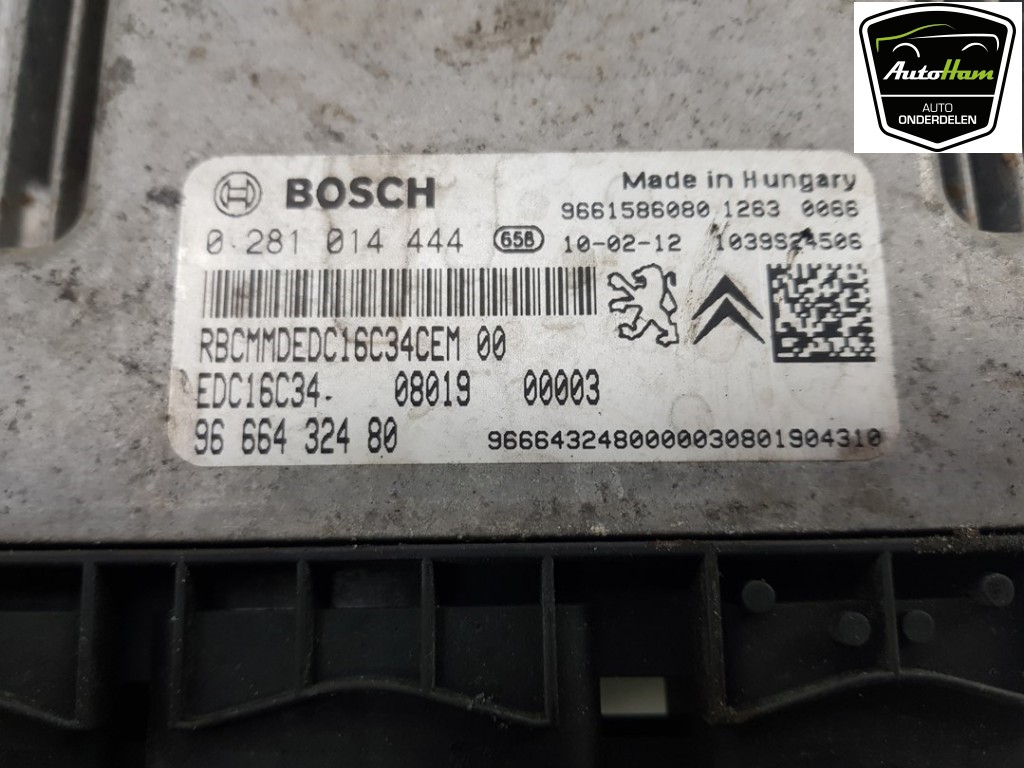 AutoHam
AUTO
ONDERDELEN
BOSCH
Made in Hungary
9661586080 1263 0066
0 281 014 444 658 10-02-12 1039S24506
RBCMMDEDC16C34CEM 00
EDC16C34. 08019 00003
96 664 324 80 9666432480000030801904310